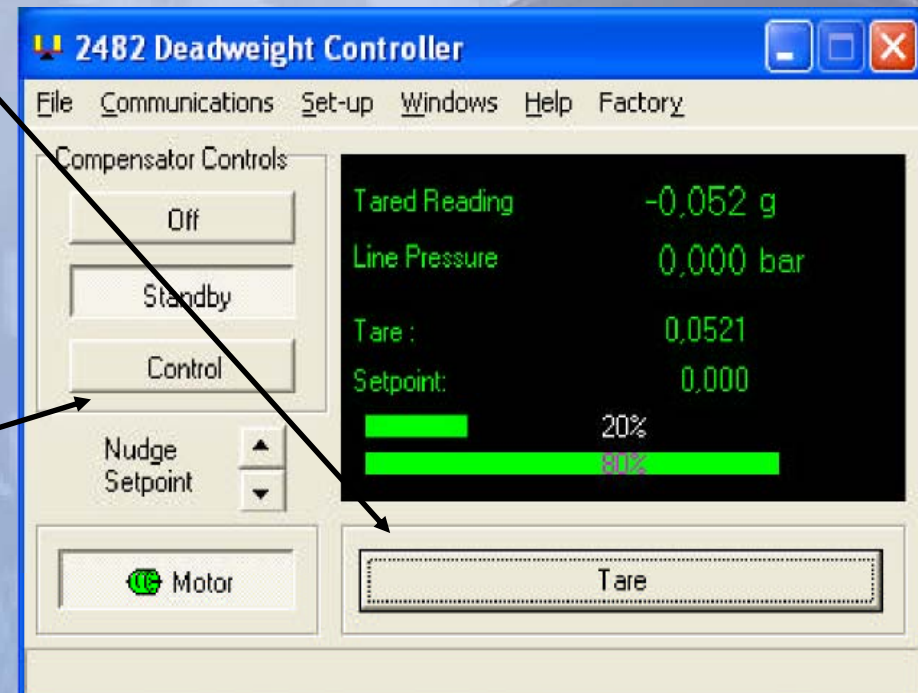 2482 Deadweight Controller
File Communications Set-up Windows Help Factory
Compensator Controls
Off
Standby
Control
Nudge
Setpoint
Motor
Tared Reading -0,052 g
Line Pressure 0,000 bar
Tare : 0,0521
Setpoint: 0,000
20%
80%
Tare